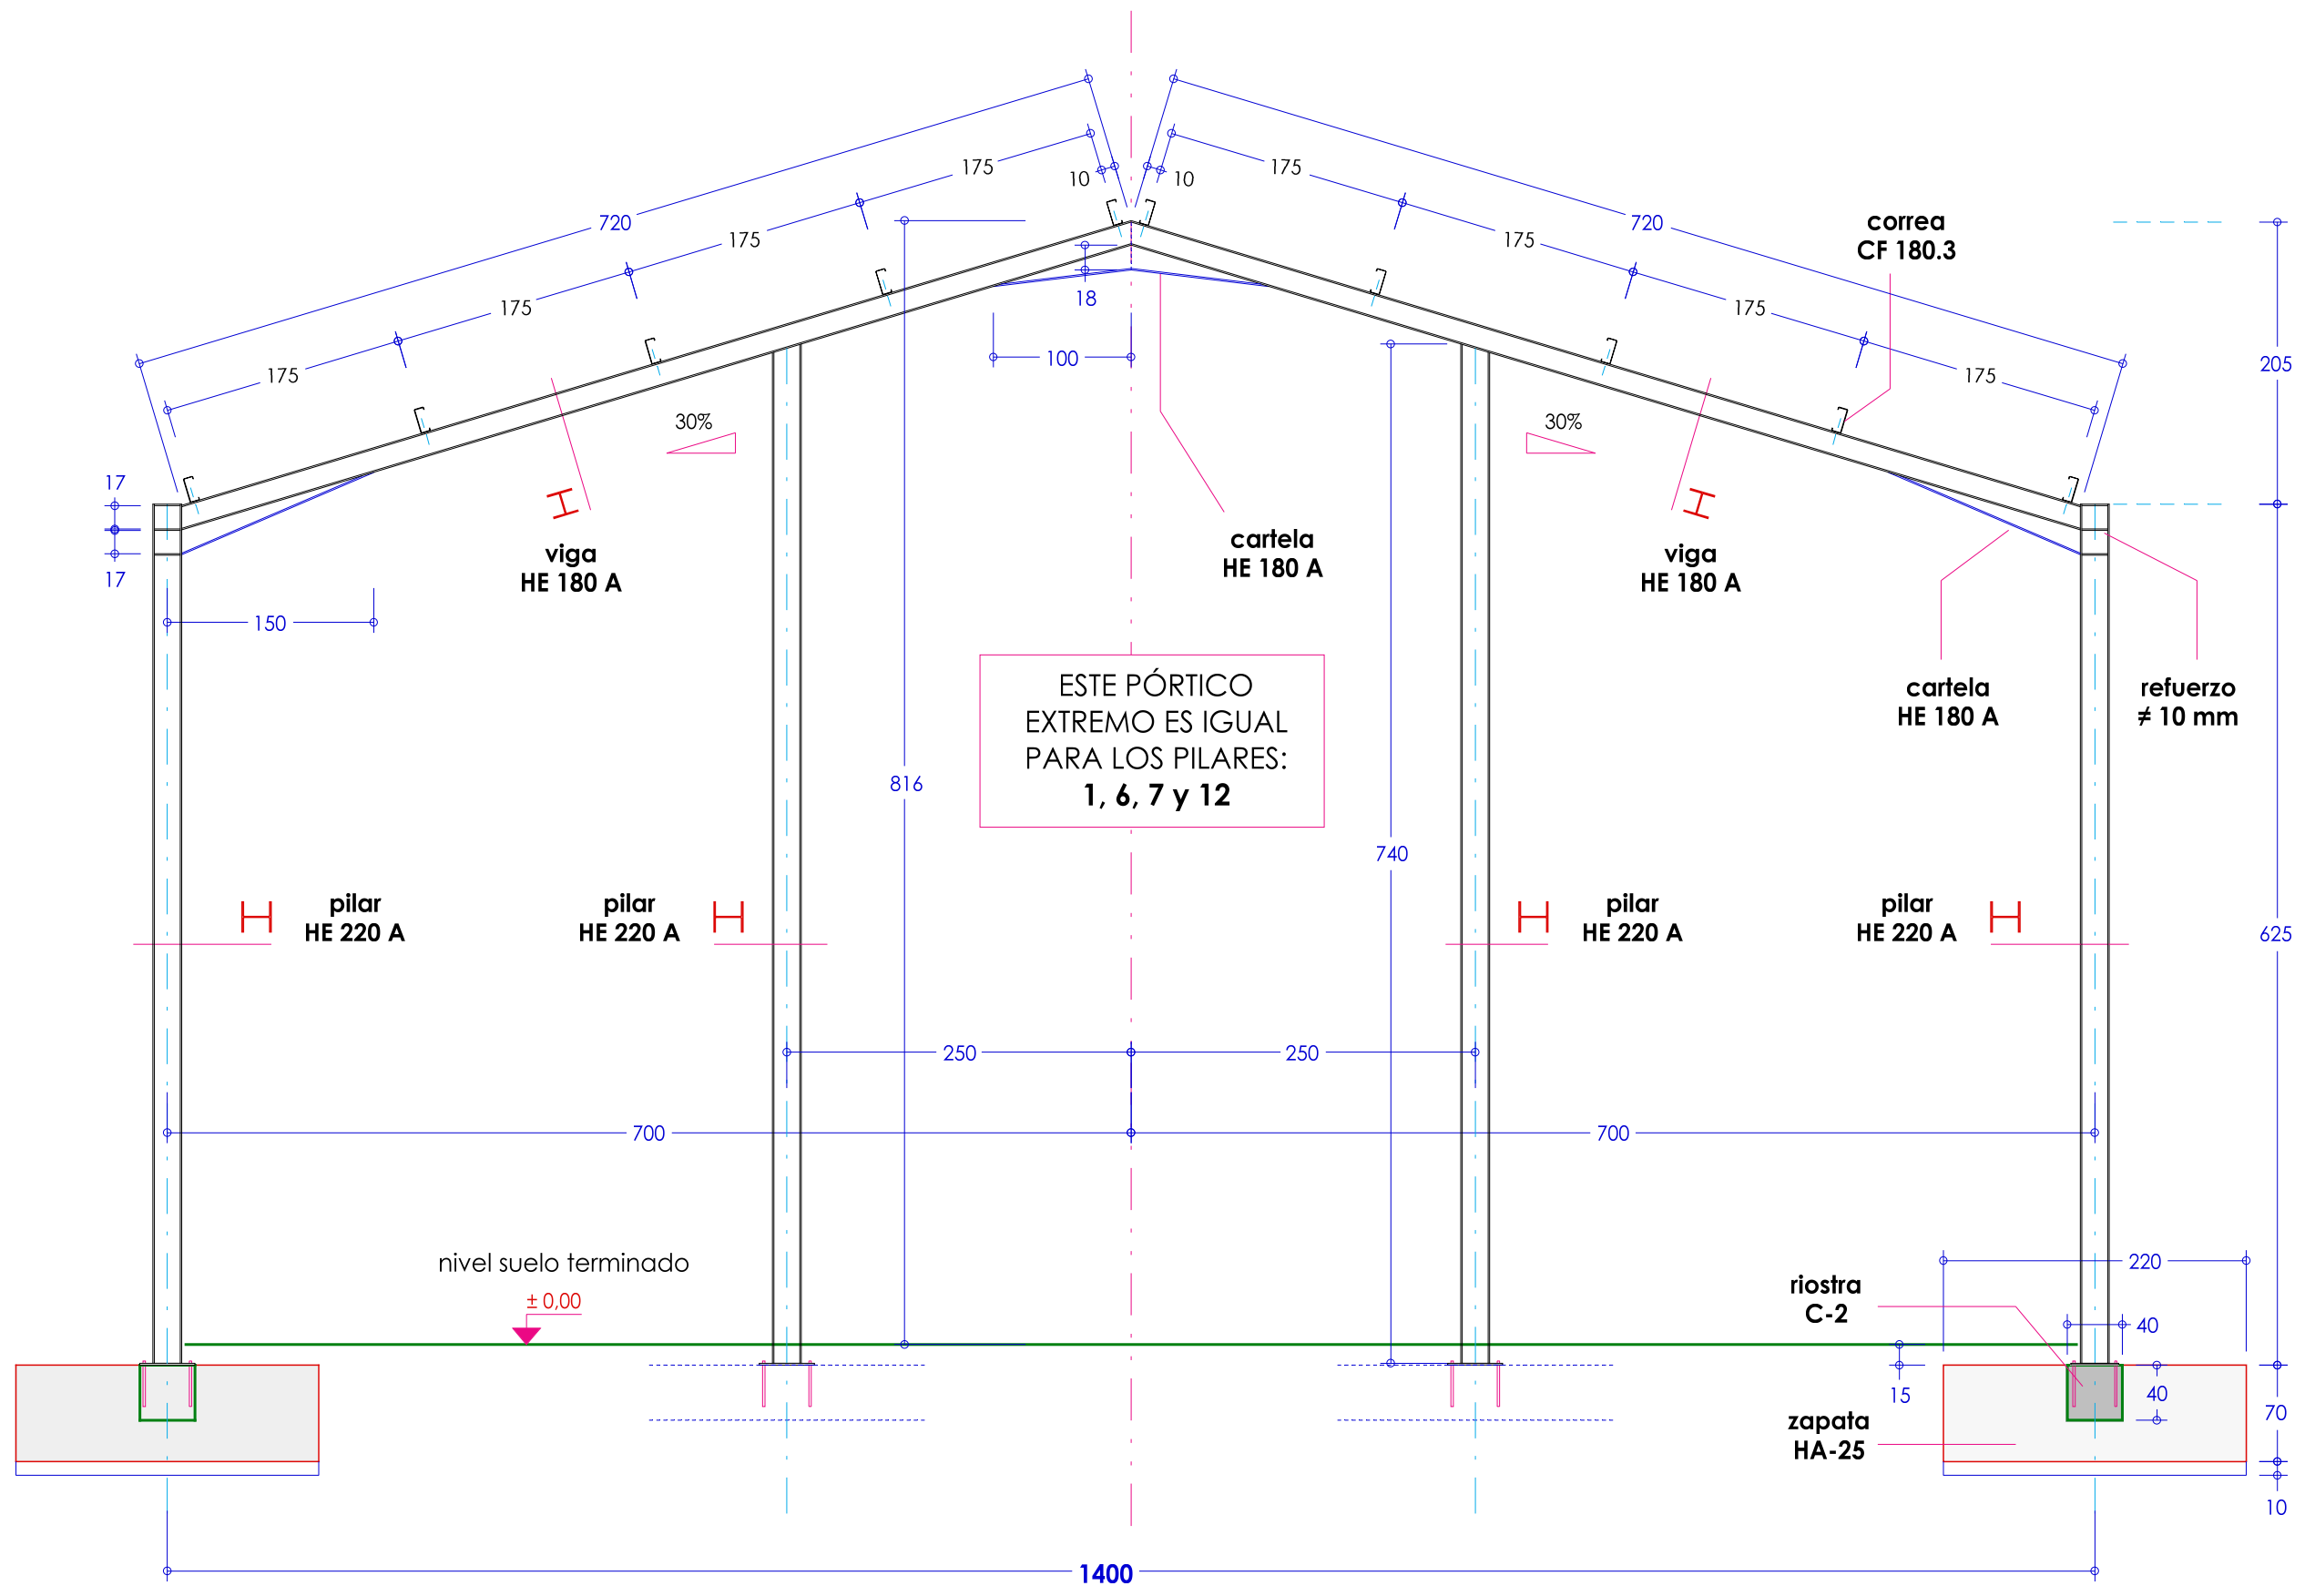 175
10
10
175
720
175
175
720
correa
CF 180.3
175
175
18
175
100
175
175
205
30%
30%
17
17
viga
HE 180 A
cartela
HE 180 A
viga
HE 180 A
150
ESTE PÓRTICO
EXTREMO ES IGUAL
PARA LOS PILARES:
1, 6, 7 y 12
cartela
HE 180 A
refuerzo
≠ 10 mm
816
740
pilar
HE 220 A
pilar
HE 220 A
pilar
HE 220 A
pilar
HE 220 A
625
250
250
700
700
nivel suelo terminado
± 0,00
220
riostra
C-2
40
15
40
70
zapata
HA-25
10
1400